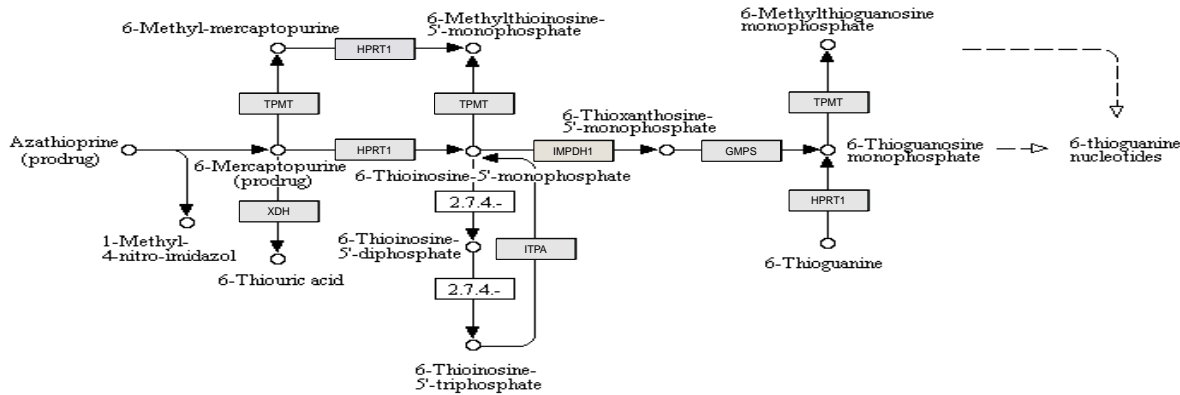 6-Methyl-mercaptopurine
HPRT1
6-Methylthioinosine-
5'-monophosphate
6-Methylthioguanosine
monophosphate
TPMT
TPMT
TPMT
Azathioprine
(prodrug)
6-Mercaptopurine
(prodrug)
HPRT1
6-Thioinosine-5'-monophosphate
IMPDH1
6-Thioxanthosine-
5'-monophosphate
GMPS
6-Thioguanosine
monophosphate
6-thioguanine
nucleotides
1-Methyl-
4-nitro-imidazol
XDH
6-Thiouric acid
2.7.4.-
6-Thioinosine-
5'-diphosphate
ITPA
2.7.4.-
6-Thioinosine-
5'-triphosphate
HPRT1
6-Thioguanine